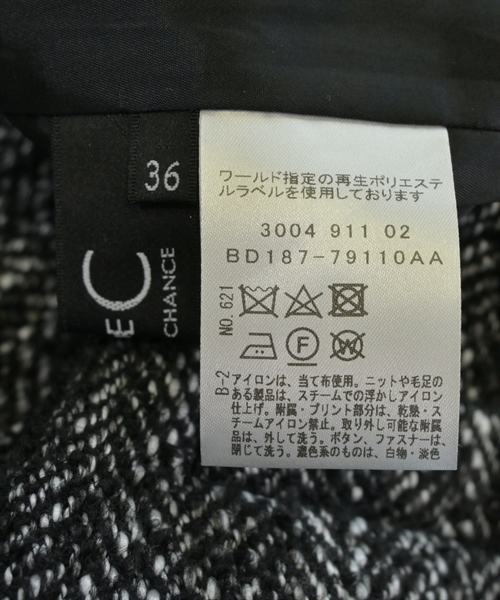 36
EC
CHANCE
ワールド指定の再生ポリエステ
ルラベルを使用しております
3004 911 02
BD187-79110AA
NO.621
F
W
B-2
アイロンは、当て布使用。ニットや毛足の
ある製品は、スチームでの浮かしアイロン
仕上げ。附属・プリント部分は、乾熱・ス
チームアイロン禁止。取り外し可能な附属
品は、外して洗う。ボタン、ファスナーは、
閉じて洗う。濃色系のものは、白物・淡色